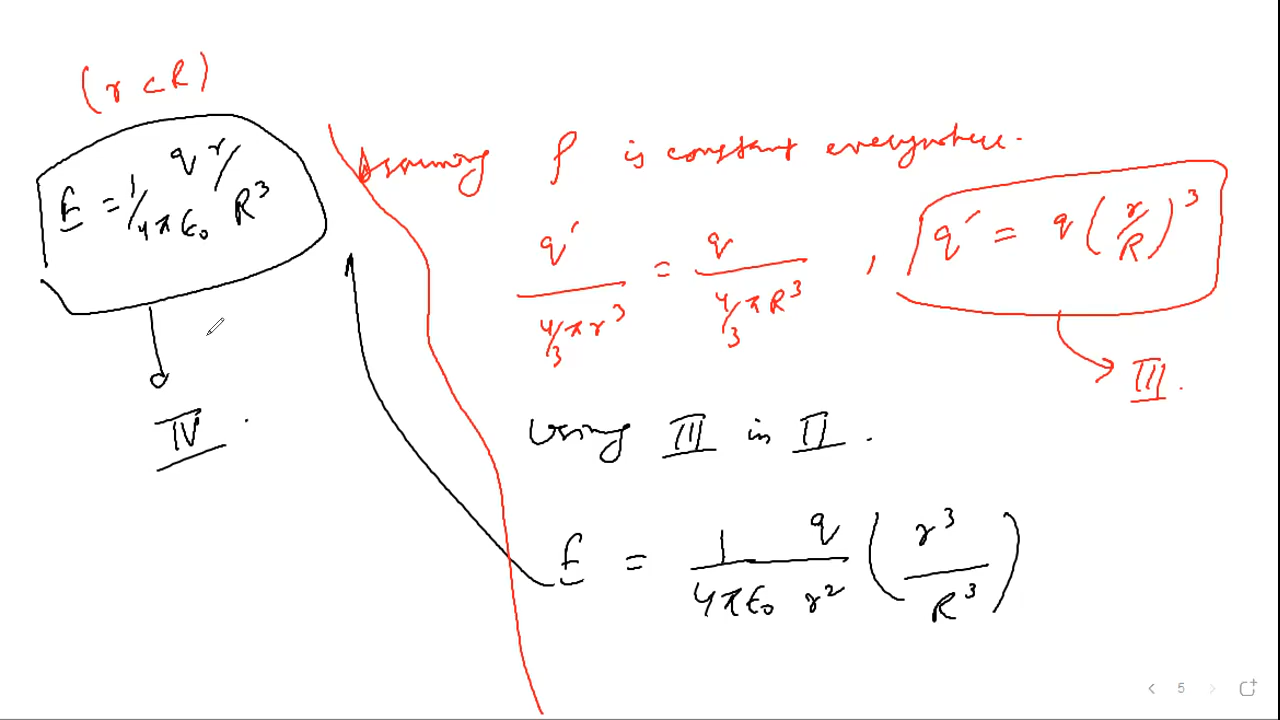 (r < R)
E = 1/4πϵ₀ q r/R³
IV.
Assuming ρ is constant everywhere.
q′/(4/3 πr³) = q/(4/3 πR³) , q′ = q (r/R)³
III.
Using III in II.
E = 1/4πϵ₀ q/r² (r³/R³)
5